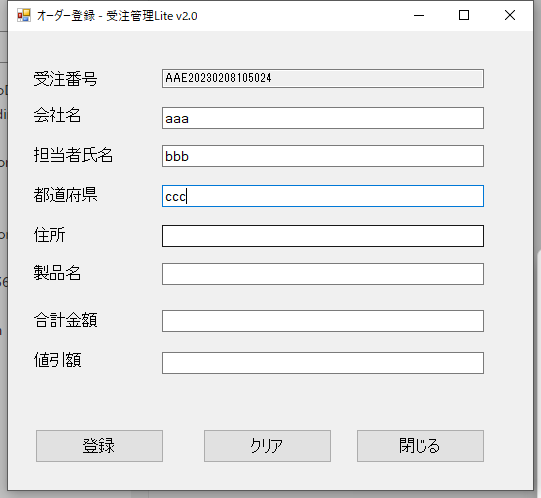 オーダー登録 - 受注管理Lite v2.0
受注番号 AAE20230208105024
会社名 aaa
担当者氏名 bbb
都道府県 ccc
住所
製品名
合計金額
値引額
登録 クリア 閉じる